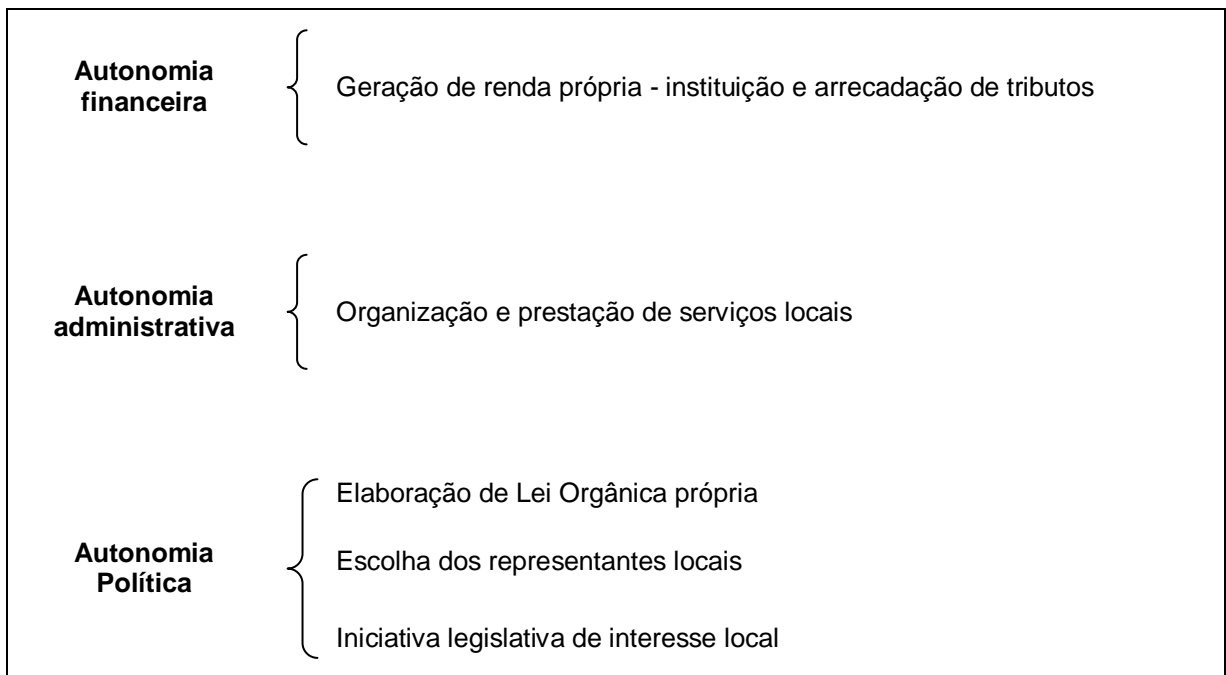 Autonomia
financeira
Geração de renda própria - instituição e arrecadação de tributos
Autonomia
administrativa
Organização e prestação de serviços locais
Autonomia
Política
Elaboração de Lei Orgânica própria
Escolha dos representantes locais
Iniciativa legislativa de interesse local